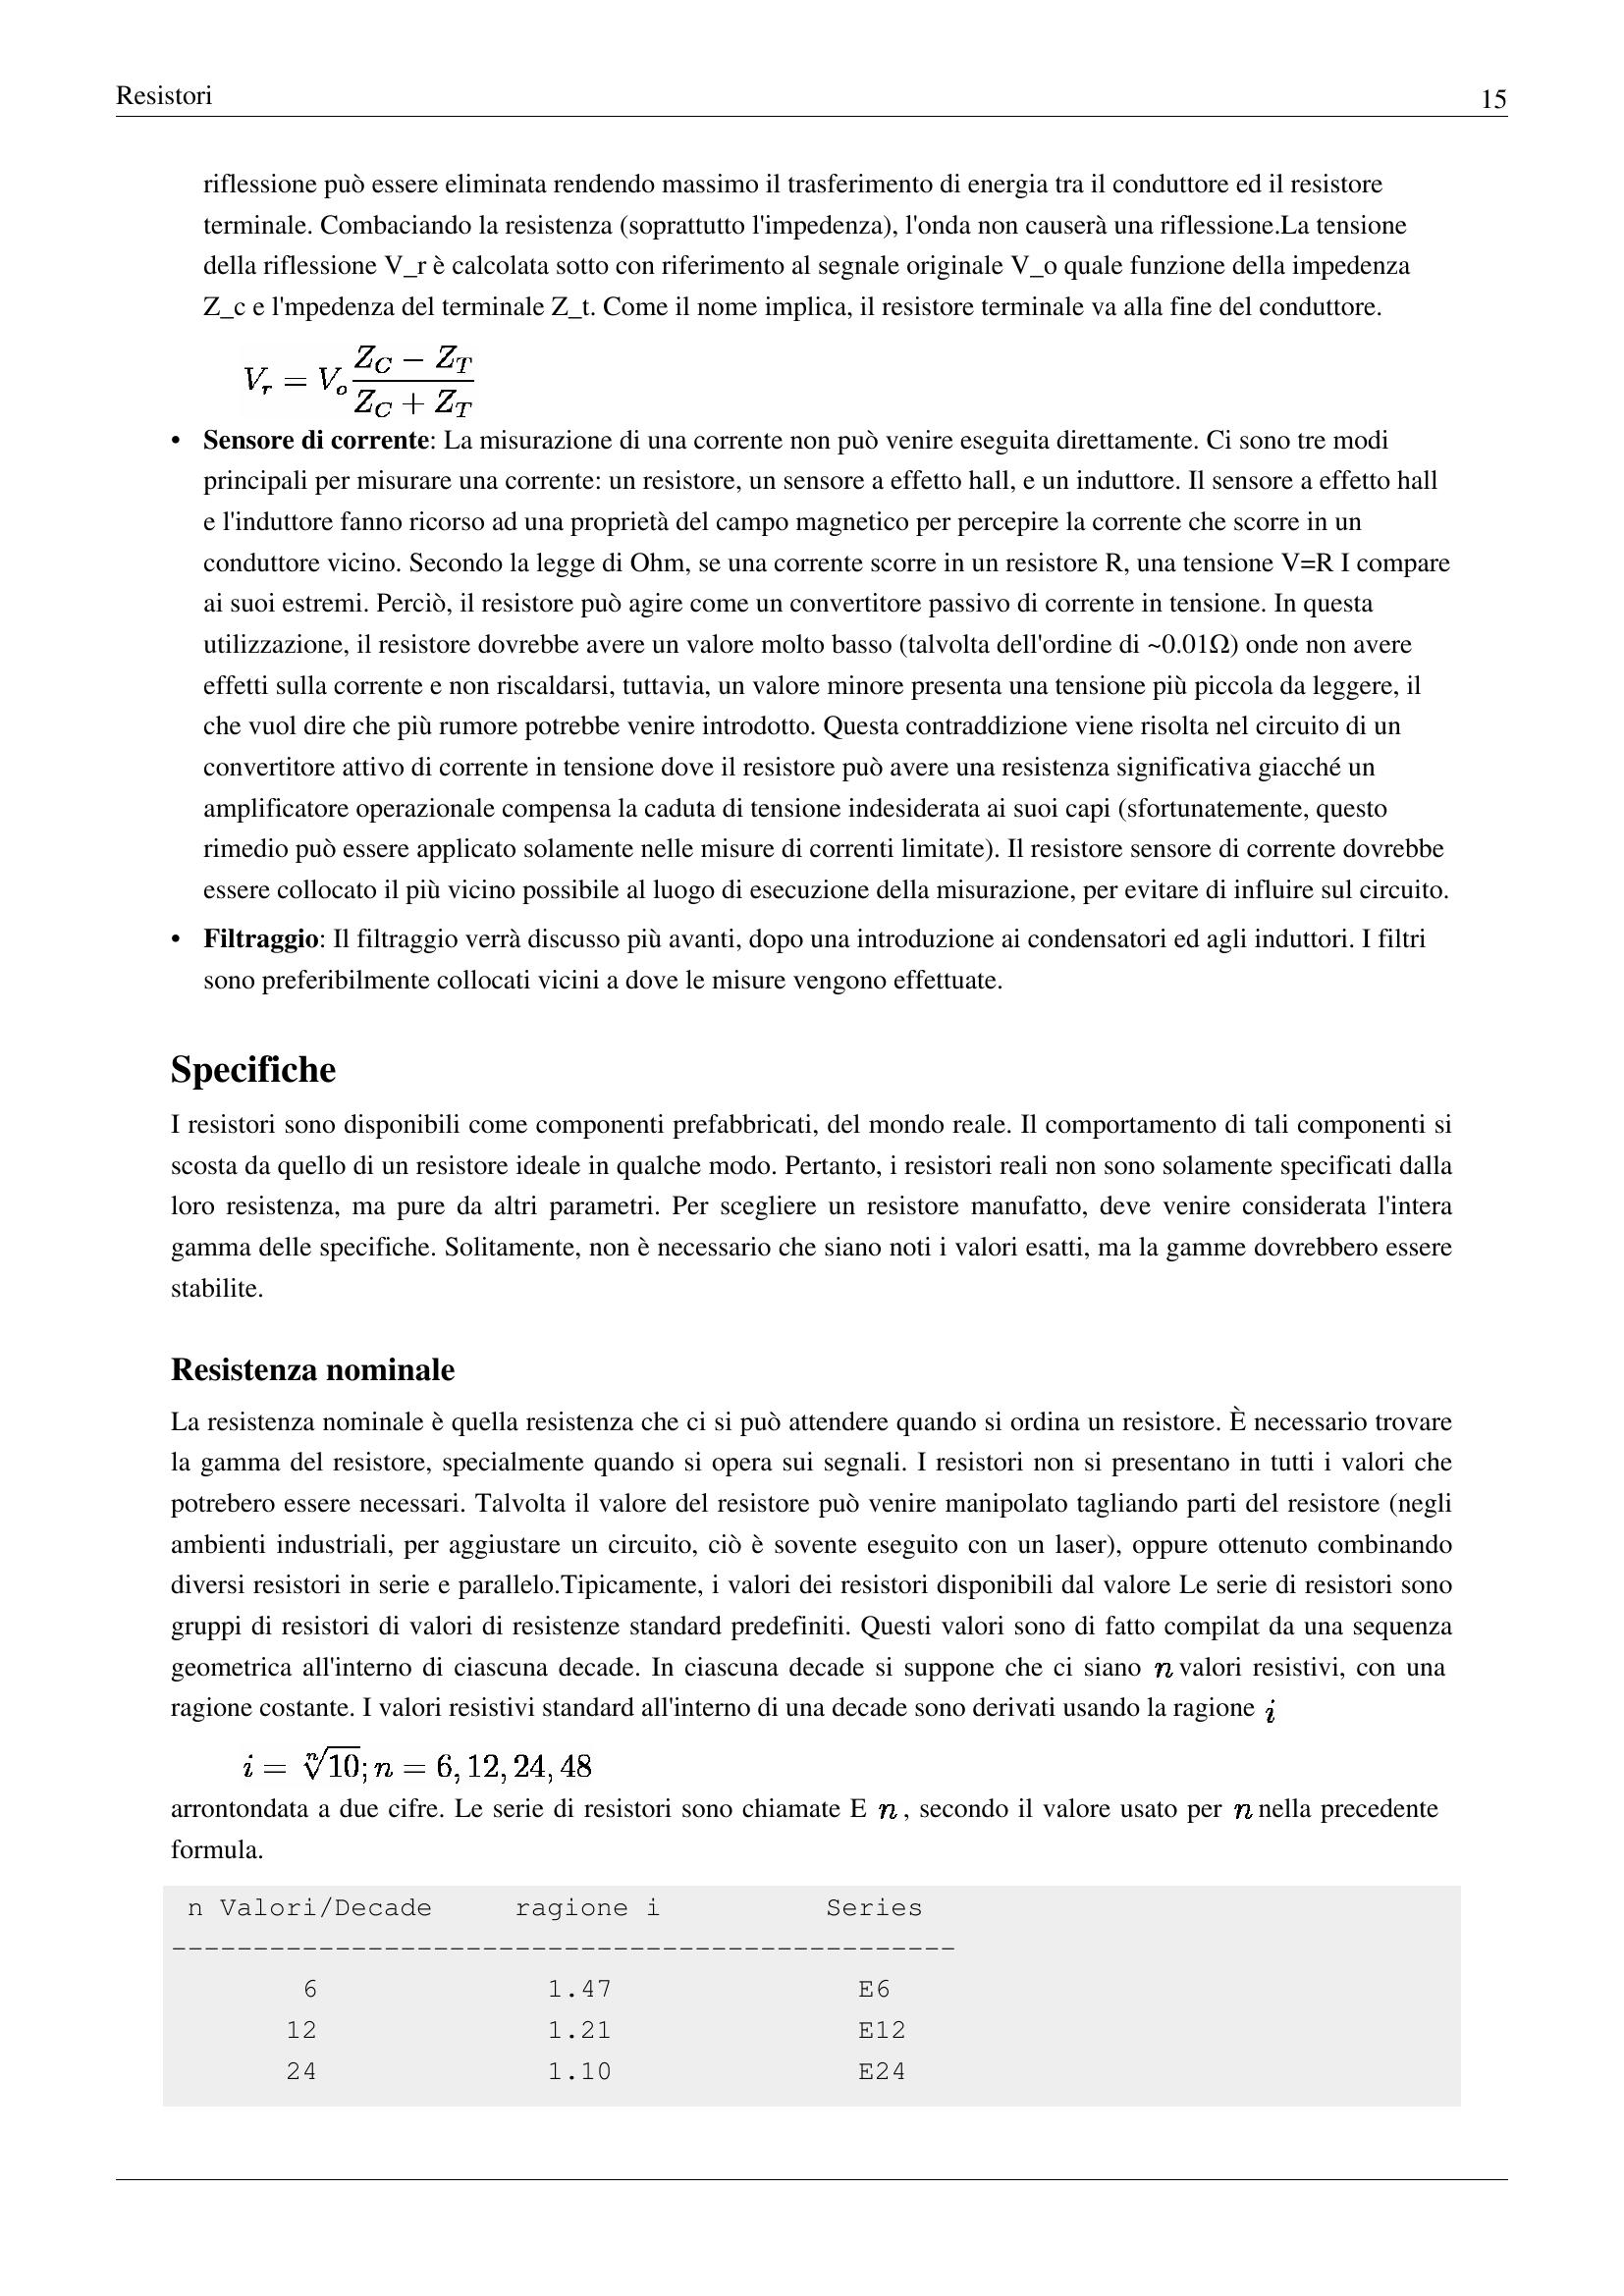 Resistori 15
riflessione può essere eliminata rendendo massimo il trasferimento di energia tra il conduttore ed il resistore
terminale. Combaciando la resistenza (soprattutto l'impedenza), l'onda non causerà una riflessione.La tensione
della riflessione V_r è calcolata sotto con riferimento al segnale originale V_o quale funzione della impedenza
Z_c e l'mpedenza del terminale Z_t. Come il nome implica, il resistore terminale va alla fine del conduttore.
$V_r = V_o \frac{Z_C - Z_T}{Z_C + Z_T}$
• Sensore di corrente: La misurazione di una corrente non può venire eseguita direttamente. Ci sono tre modi
principali per misurare una corrente: un resistore, un sensore a effetto hall, e un induttore. Il sensore a effetto hall
e l'induttore fanno ricorso ad una proprietà del campo magnetico per percepire la corrente che scorre in un
conduttore vicino. Secondo la legge di Ohm, se una corrente scorre in un resistore R, una tensione V=R I compare
ai suoi estremi. Perciò, il resistore può agire come un convertitore passivo di corrente in tensione. In questa
utilizzazione, il resistore dovrebbe avere un valore molto basso (talvolta dell'ordine di ~0.01Ω) onde non avere
effetti sulla corrente e non riscaldarsi, tuttavia, un valore minore presenta una tensione più piccola da leggere, il
che vuol dire che più rumore potrebbe venire introdotto. Questa contraddizione viene risolta nel circuito di un
convertitore attivo di corrente in tensione dove il resistore può avere una resistenza significativa giacché un
amplificatore operazionale compensa la caduta di tensione indesiderata ai suoi capi (sfortunatemente, questo
rimedio può essere applicato solamente nelle misure di correnti limitate). Il resistore sensore di corrente dovrebbe
essere collocato il più vicino possibile al luogo di esecuzione della misurazione, per evitare di influire sul circuito.
• Filtraggio: Il filtraggio verrà discusso più avanti, dopo una introduzione ai condensatori ed agli induttori. I filtri
sono preferibilmente collocati vicini a dove le misure vengono effettuate.
Specifiche
I resistori sono disponibili come componenti prefabbricati, del mondo reale. Il comportamento di tali componenti si
scosta da quello di un resistore ideale in qualche modo. Pertanto, i resistori reali non sono solamente specificati dalla
loro resistenza, ma pure da altri parametri. Per scegliere un resistore manufatto, deve venire considerata l'intera
gamma delle specifiche. Solitamente, non è necessario che siano noti i valori esatti, ma la gamme dovrebbero essere
stabilite.
Resistenza nominale
La resistenza nominale è quella resistenza che ci si può attendere quando si ordina un resistore. È necessario trovare
la gamma del resistore, specialmente quando si opera sui segnali. I resistori non si presentano in tutti i valori che
potrebero essere necessari. Talvolta il valore del resistore può venire manipolato tagliando parti del resistore (negli
ambienti industriali, per aggiustare un circuito, ciò è sovente eseguito con un laser), oppure ottenuto combinando
diversi resistori in serie e parallelo.Tipicamente, i valori dei resistori disponibili dal valore Le serie di resistori sono
gruppi di resistori di valori di resistenze standard predefiniti. Questi valori sono di fatto compilat da una sequenza
geometrica all'interno di ciascuna decade. In ciascuna decade si suppone che ci siano n valori resistivi, con una
ragione costante. I valori resistivi standard all'interno di una decade sono derivati usando la ragione i
$i = \sqrt[n]{10}; n = 6, 12, 24, 48$
arrontondata a due cifre. Le serie di resistori sono chiamate E n , secondo il valore usato per n nella precedente
formula.
n Valori/Decade ragione i Series
------------------------------------------------
6 1.47 E6
12 1.21 E12
24 1.10 E24